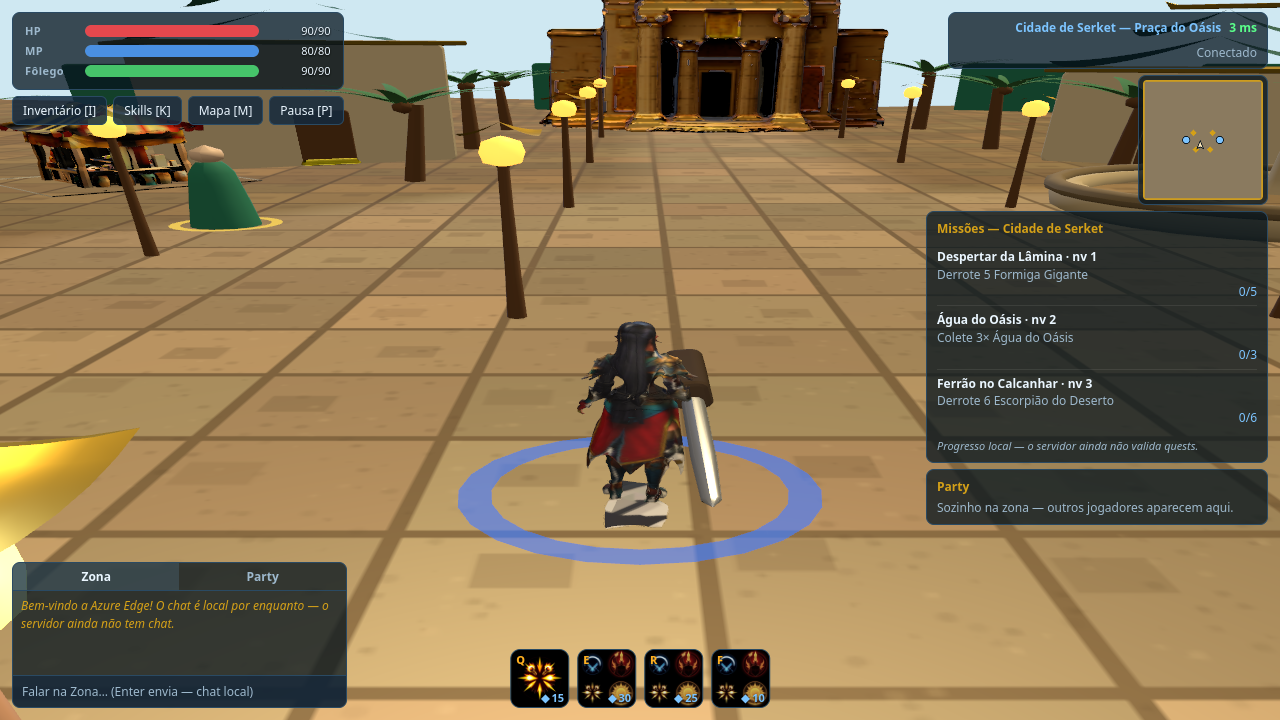 HP 90/90
MP 80/80
Fôlego 90/90
Inventário [I] Skills [K] Mapa [M] Pausa [P]
Cidade de Serket — Praça do Oásis 3 ms
Conectado
Missões — Cidade de Serket
Despertar da Lâmina · nv 1
Derrote 5 Formiga Gigante
0/5
Água do Oásis · nv 2
Colete 3× Água do Oásis
0/3
Ferrão no Calcanhar · nv 3
Derrote 6 Escorpião do Deserto
0/6
Progresso local — o servidor ainda não valida quests.
Party
Sozinho na zona — outros jogadores aparecem aqui.
Zona Party
Bem-vindo a Azure Edge! O chat é local por enquanto — o
servidor ainda não tem chat.
Falar na Zona... (Enter envia — chat local)
Q E R F
15 30 25 10